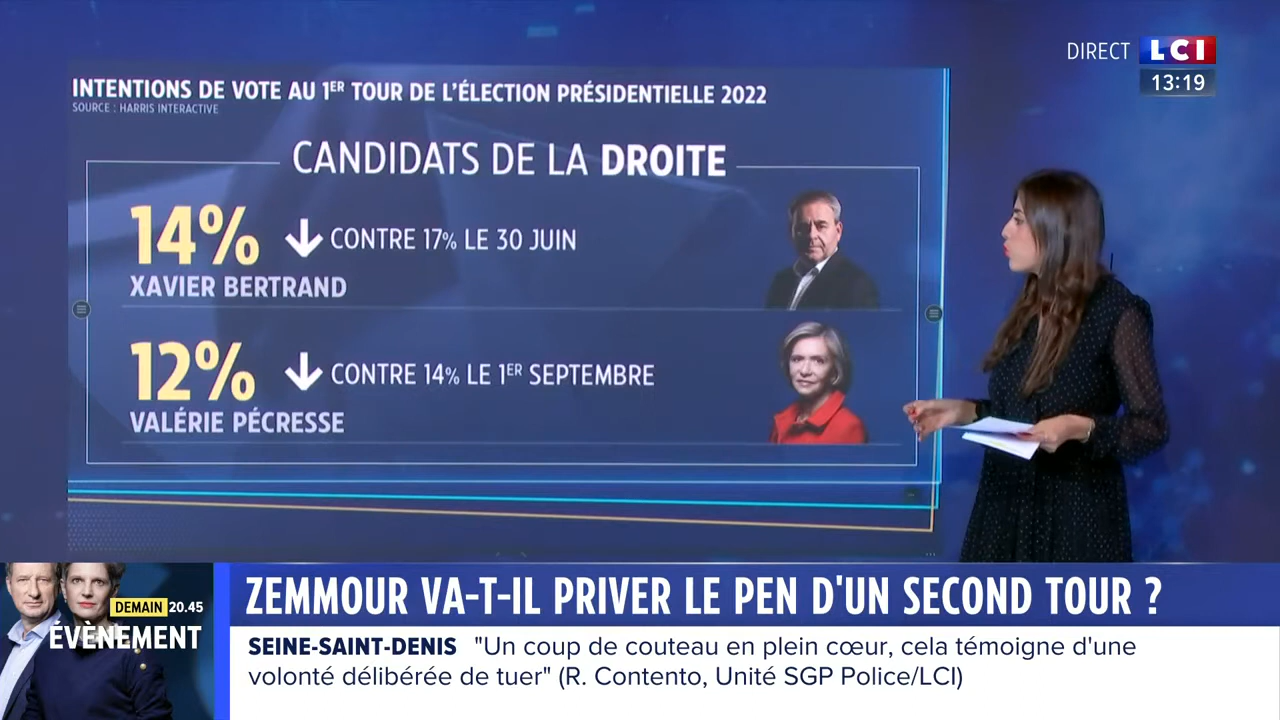 DIRECT LCI
13:19
INTENTIONS DE VOTE AU 1ER TOUR DE L'ÉLECTION PRÉSIDENTIELLE 2022
SOURCE : HARRIS INTERACTIVE
CANDIDATS DE LA DROITE
14% CONTRE 17% LE 30 JUIN
XAVIER BERTRAND
12% CONTRE 14% LE 1ER SEPTEMBRE
VALÉRIE PÉCRESSE
DEMAIN 20.45
ÉVÈNEMENT
ZEMMOUR VA-T-IL PRIVER LE PEN D'UN SECOND TOUR ?
SEINE-SAINT-DENIS "Un coup de couteau en plein cœur, cela témoigne d'une
volonté délibérée de tuer" (R. Contento, Unité SGP Police/LCI)